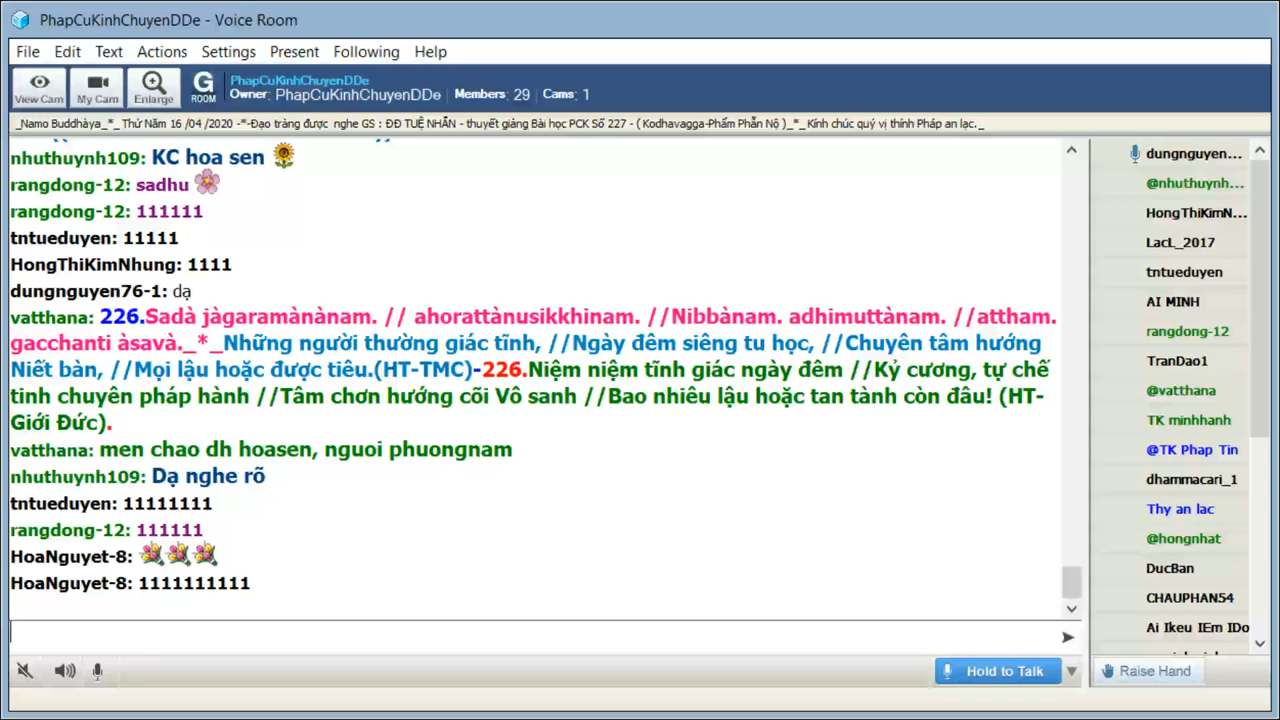 PhapCuKinhChuyenDDe - Voice Room
File Edit Text Actions Settings Present Following Help
View Cam My Cam Enlarge G ROOM
PhapCuKinhChuyenDDe
Owner: PhapCuKinhChuyenDDe Members: 29 Cams: 1
_Namo Buddhàya_*_ Thứ Năm 16 /04 /2020 -*-Đạo tràng được nghe GS : ĐĐ TUỆ NHẪN - thuyết giảng Bài học PCK Số 227 - ( Kodhavagga-Phẩm Phẫn Nộ )_*_ Kính chúc quý vị thính Pháp an lạc._
nhuthuynh109: KC hoa sen
rangdong-12: sadhu
rangdong-12: 111111
tntueduyen: 11111
HongThiKimNhung: 1111
dungnguyen76-1: dạ
vatthana: 226.Sadà jàgaramànànam. // ahorattànusikkhinam. //Nibbànam. adhimuttànam. //attham.
gacchanti àsavà._*_Những người thường giác tĩnh, //Ngày đêm siêng tu học, //Chuyên tâm hướng
Niết bàn, //Mọi lậu hoặc được tiêu.(HT-TMC)-226.Niệm niệm tĩnh giác ngày đêm //Kỷ cương, tự chế
tinh chuyên pháp hành //Tâm chơn hướng cõi Vô sanh //Bao nhiêu lậu hoặc tan tành còn đâu! (HT-
Giới Đức).
vatthana: men chao dh hoasen, nguoi phuongnam
nhuthuynh109: Dạ nghe rõ
tntueduyen: 11111111
rangdong-12: 111111
HoaNguyet-8:
HoaNguyet-8: 1111111111
Hold to Talk
dungnguyen...
@nhuthuynh...
HongThiKimN...
LacL_2017
tntueduyen
AI MINH
rangdong-12
TranDao1
@vatthana
TK minhhanh
@TK Phap Tin
dhammacari_1
Thy an lac
@hongnhat
DucBan
CHAUPHAN54
Ai Ikeu IEm IDo
Raise Hand